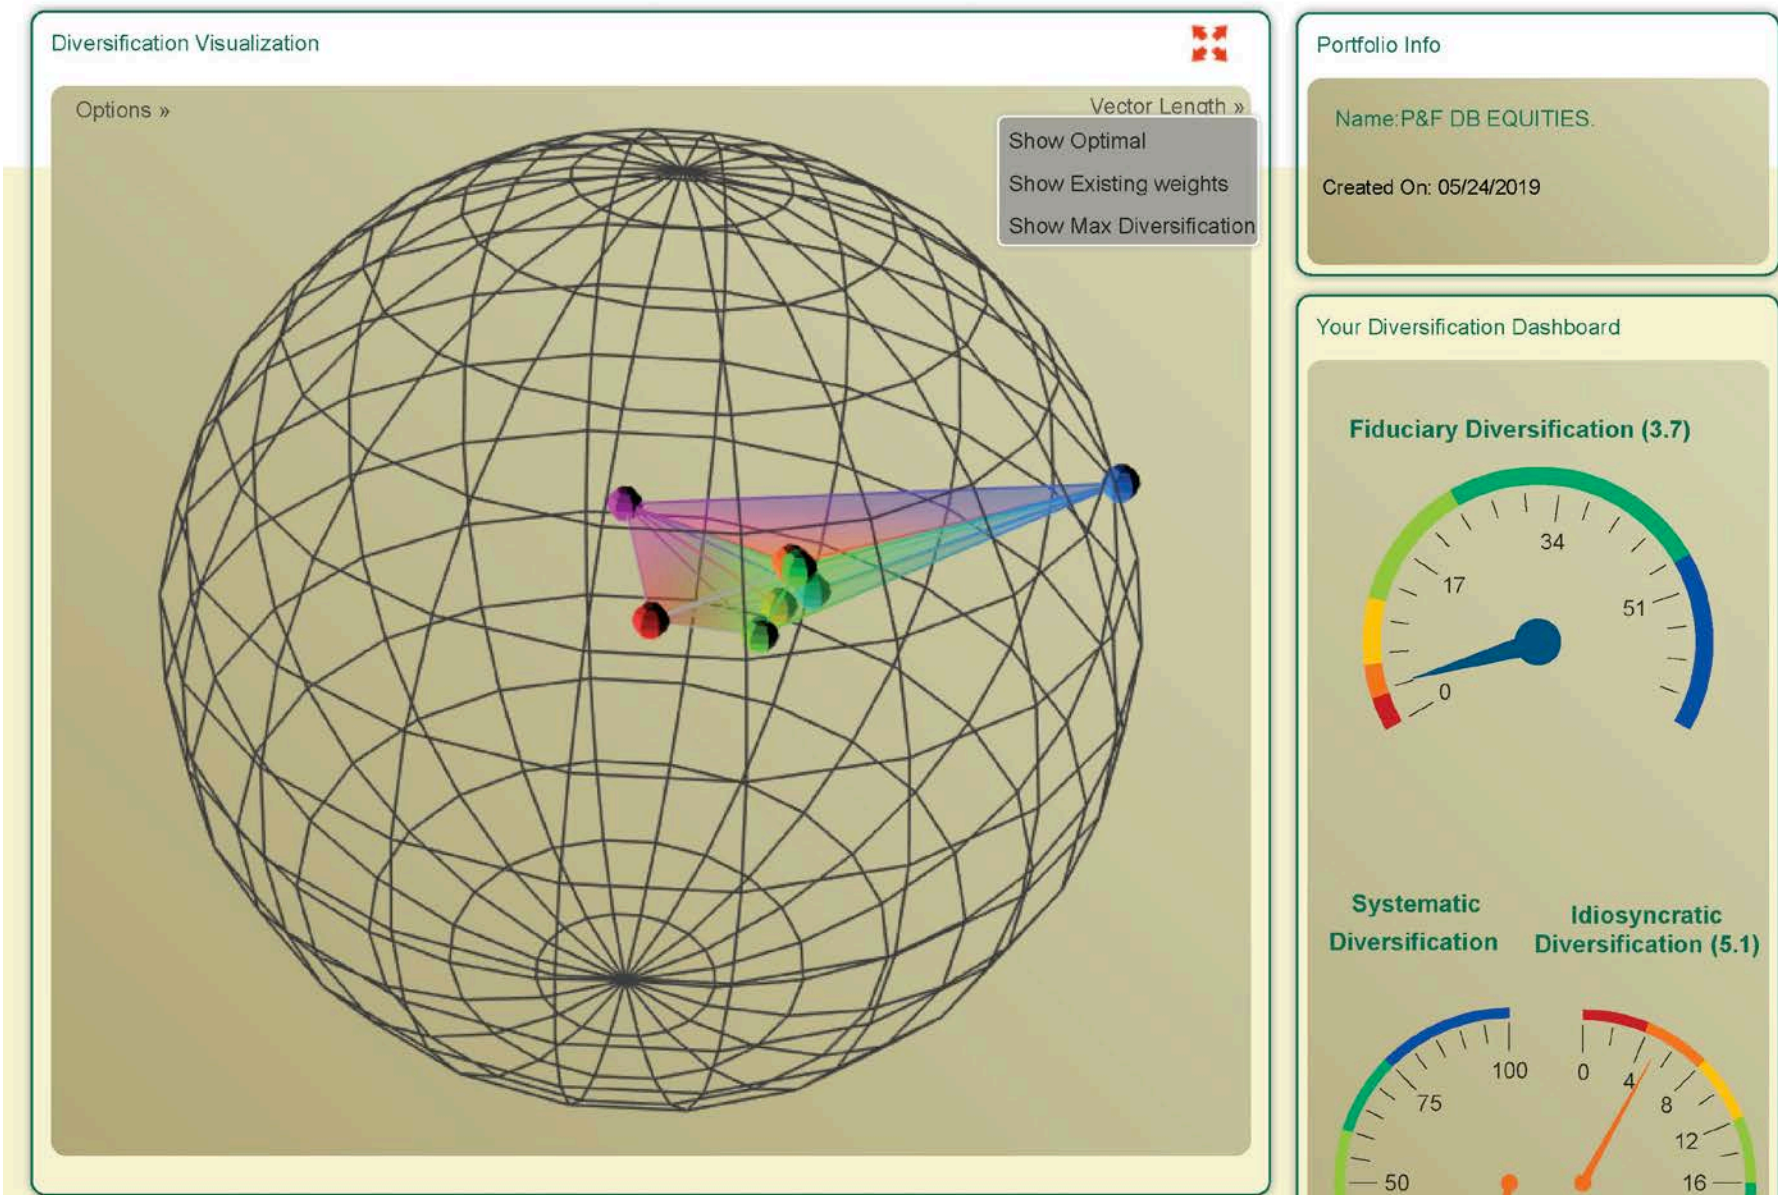 Diversification Visualization
Options »
Vector Length »
Show Optimal
Show Existing weights
Show Max Diversification
Portfolio Info
Name:P&F DB EQUITIES.
Created On: 05/24/2019
Your Diversification Dashboard
Fiduciary Diversification (3.7)
34
17
51
0
Systematic
Diversification
Idiosyncratic
Diversification (5.1)
100
75
50
0
4
8
12
16